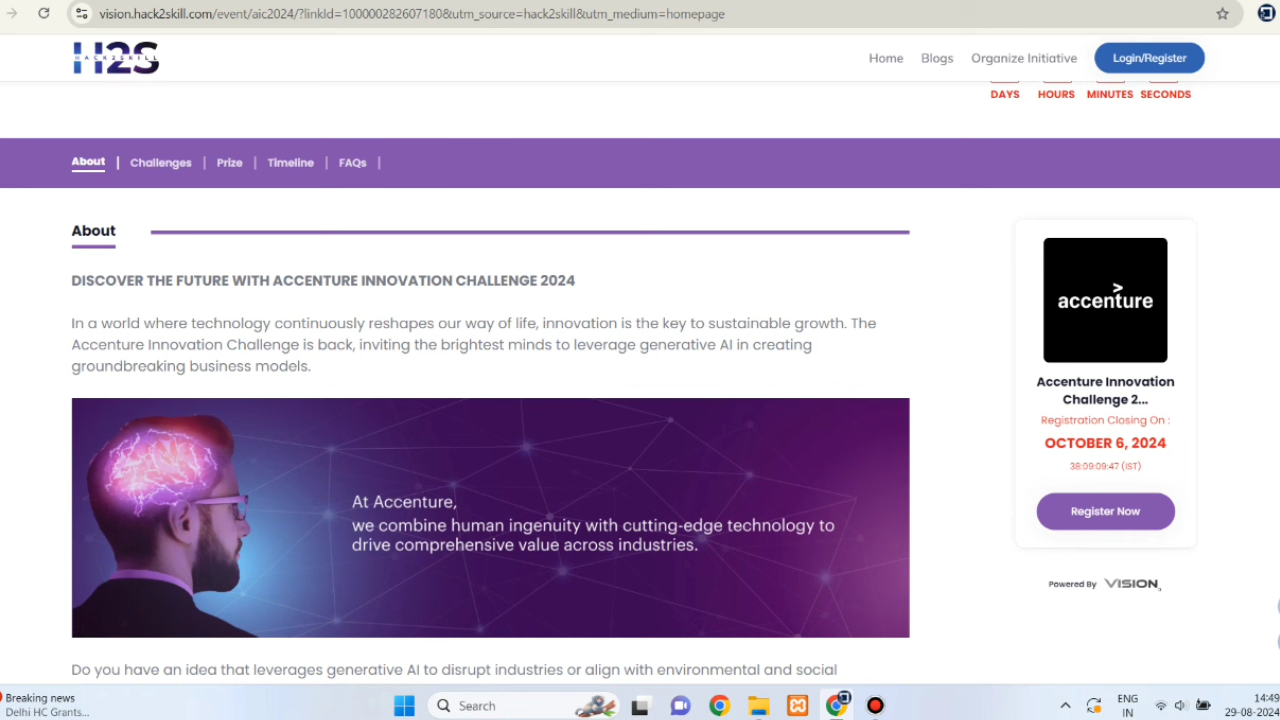 vision.hack2skill.com/event/aic2024/?linkId=100000282607180&utm_source=hack2skill&utm_medium=homepage
H2S
HACK2SKILL
Home Blogs Organize Initiative Login/Register
DAYS HOURS MINUTES SECONDS
About | Challenges | Prize | Timeline | FAQs |
About
DISCOVER THE FUTURE WITH ACCENTURE INNOVATION CHALLENGE 2024
In a world where technology continuously reshapes our way of life, innovation is the key to sustainable growth. The
Accenture Innovation Challenge is back, inviting the brightest minds to leverage generative AI in creating
groundbreaking business models.
At Accenture,
we combine human ingenuity with cutting-edge technology to
drive comprehensive value across industries.
Do you have an idea that leverages generative AI to disrupt industries or align with environmental and social
accenture
Accenture Innovation
Challenge 2...
Registration Closing On :
OCTOBER 6, 2024
38:09:09:47 (IST)
Register Now
Powered By VISION
Breaking news
Delhi HC Grants...
Search
ENG
IN
14:49
29-08-2024